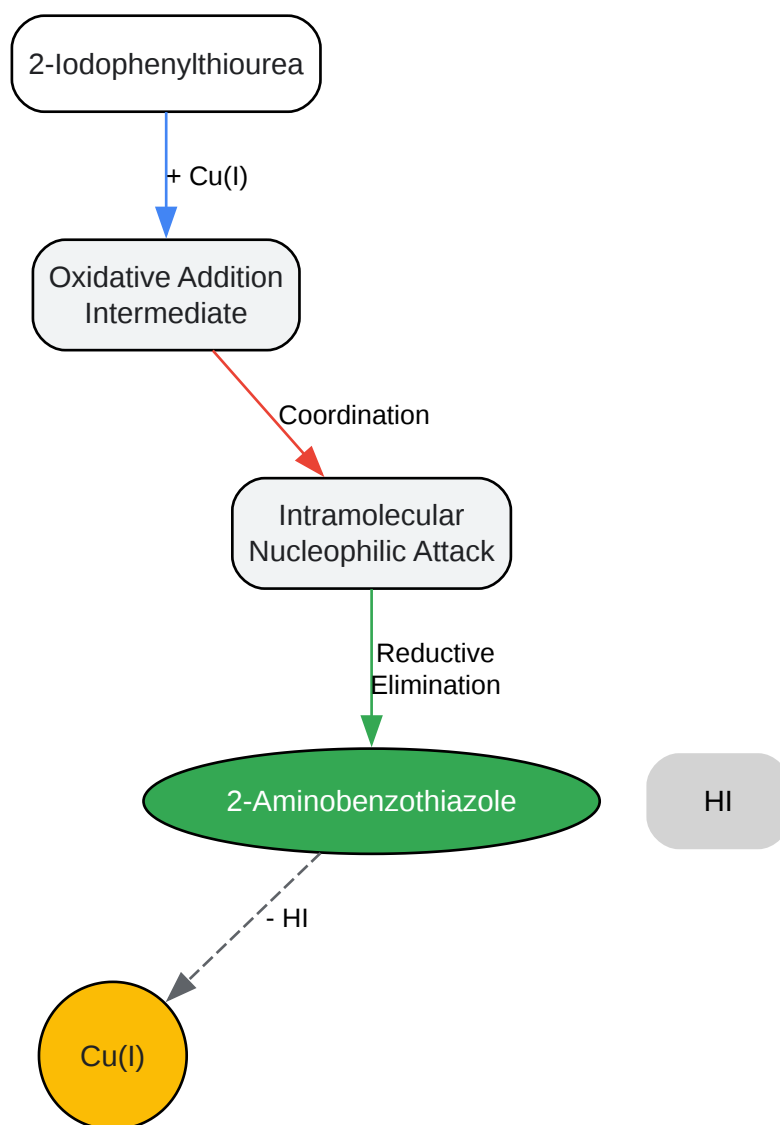 2-Iodophenylthiourea
+ Cu(I)
Oxidative Addition
Intermediate
Coordination
Intramolecular
Nucleophilic Attack
Reductive
Elimination
2-Aminobenzothiazole
HI
- HI
Cu(I)